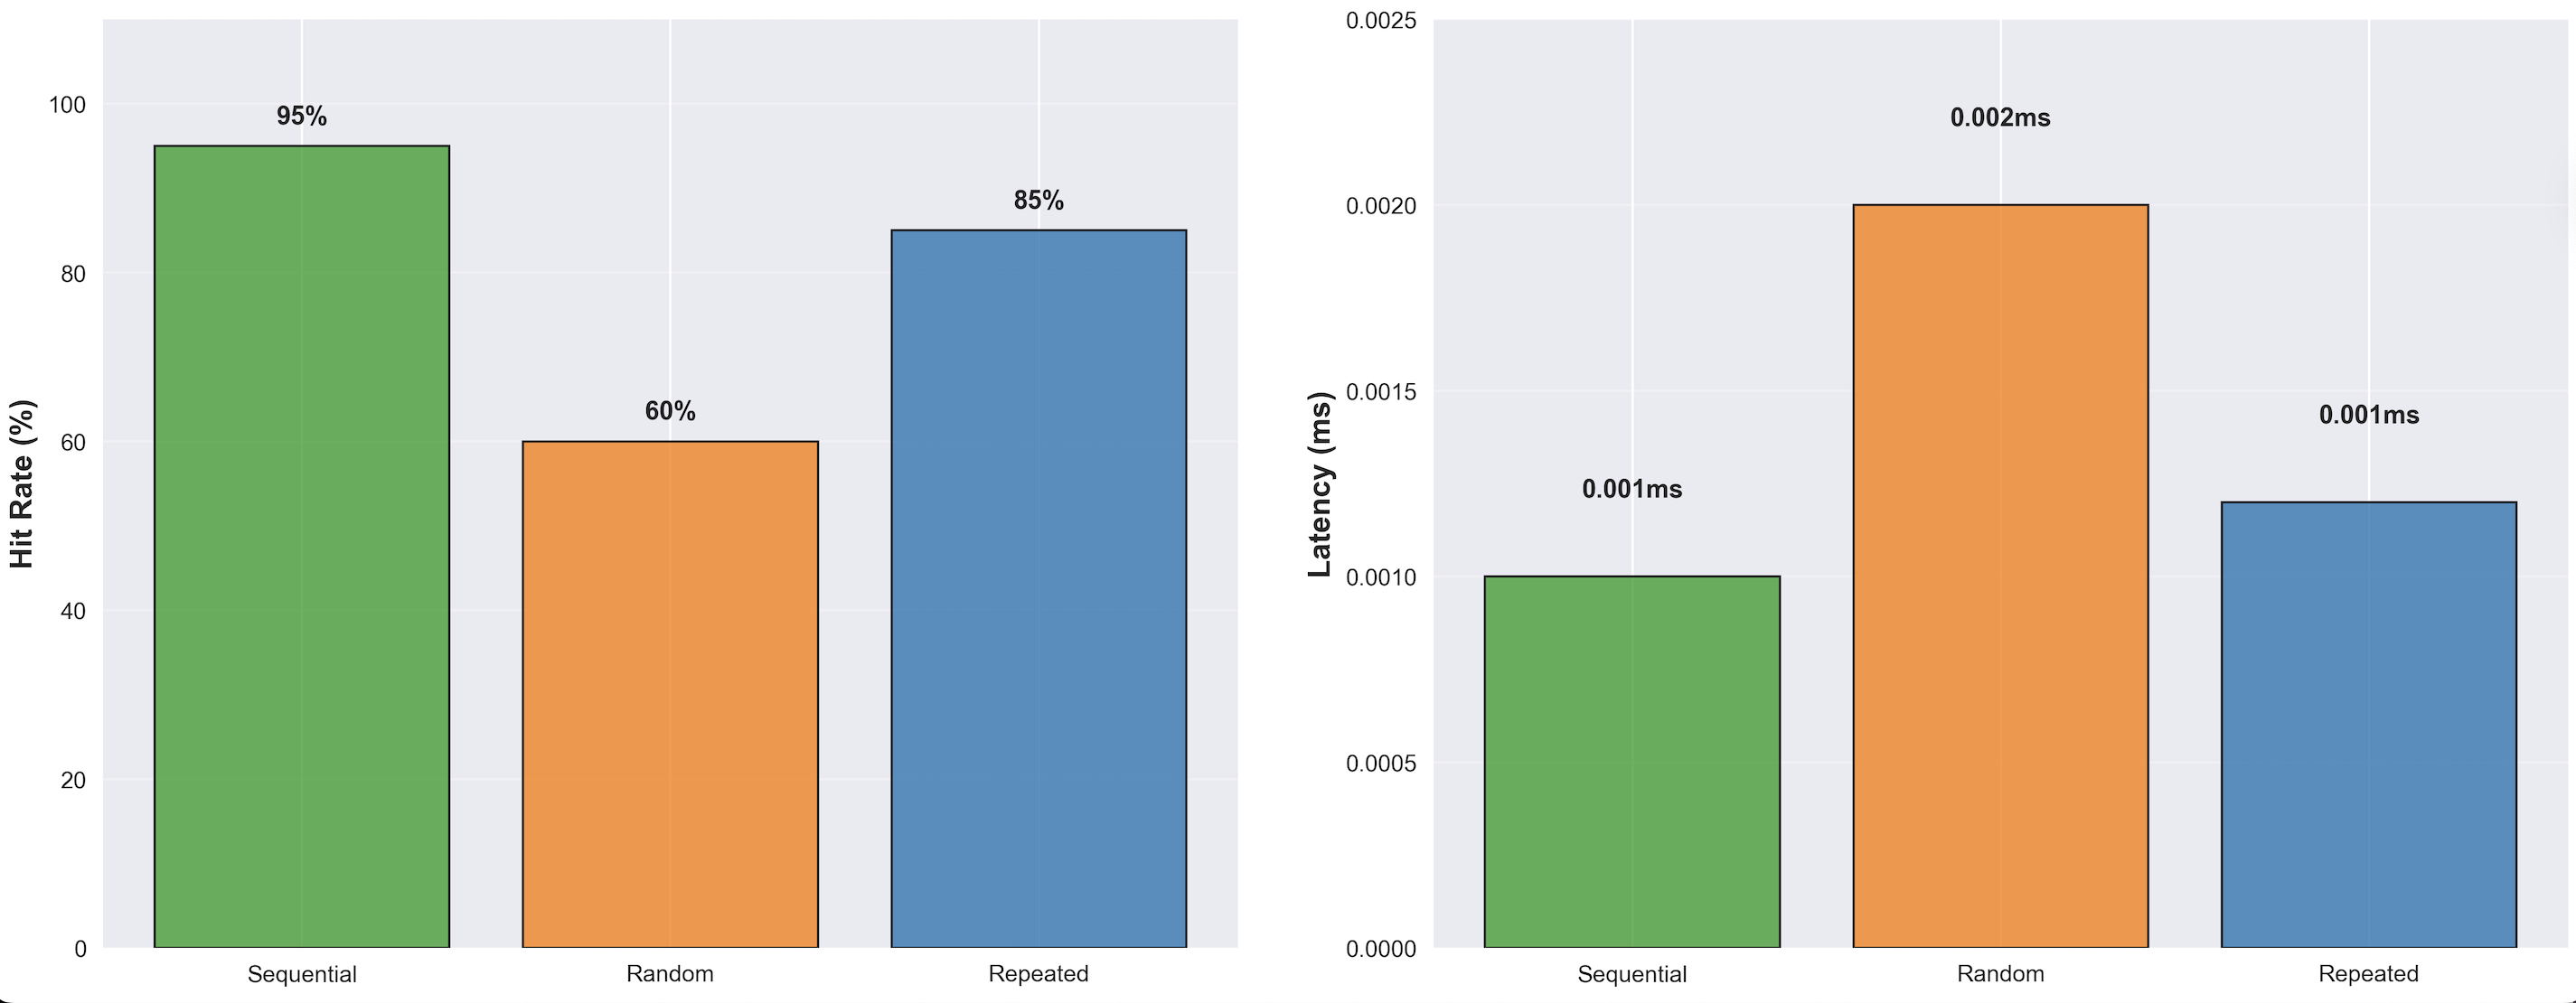 Hit Rate (%)
100
80
60
40
20
0
95%
60%
85%
Sequential
Random
Repeated
Latency (ms)
0.0025
0.0020
0.0015
0.0010
0.0005
0.0000
0.001ms
0.002ms
0.001ms
Sequential
Random
Repeated